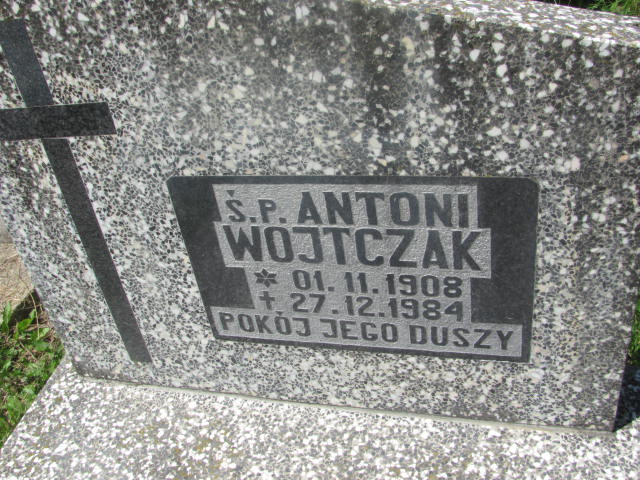 Ś.P. ANTONI
WOJTCZAK
* 01.11.1908
† 27.12.1984
POKÓJ JEGO DUSZY